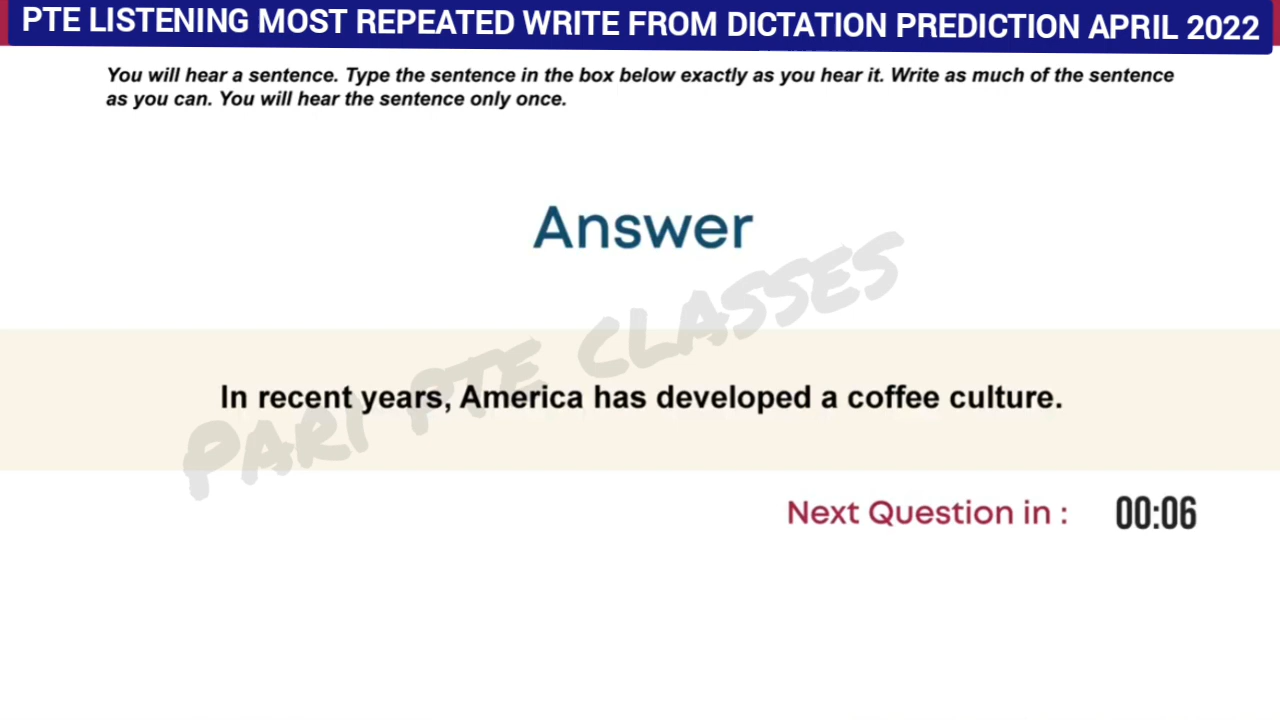 PTE LISTENING MOST REPEATED WRITE FROM DICTATION PREDICTION APRIL 2022
You will hear a sentence. Type the sentence in the box below exactly as you hear it. Write as much of the sentence
as you can. You will hear the sentence only once.
Answer
PARI PTE CLASSES
In recent years, America has developed a coffee culture.
Next Question in : 00:06